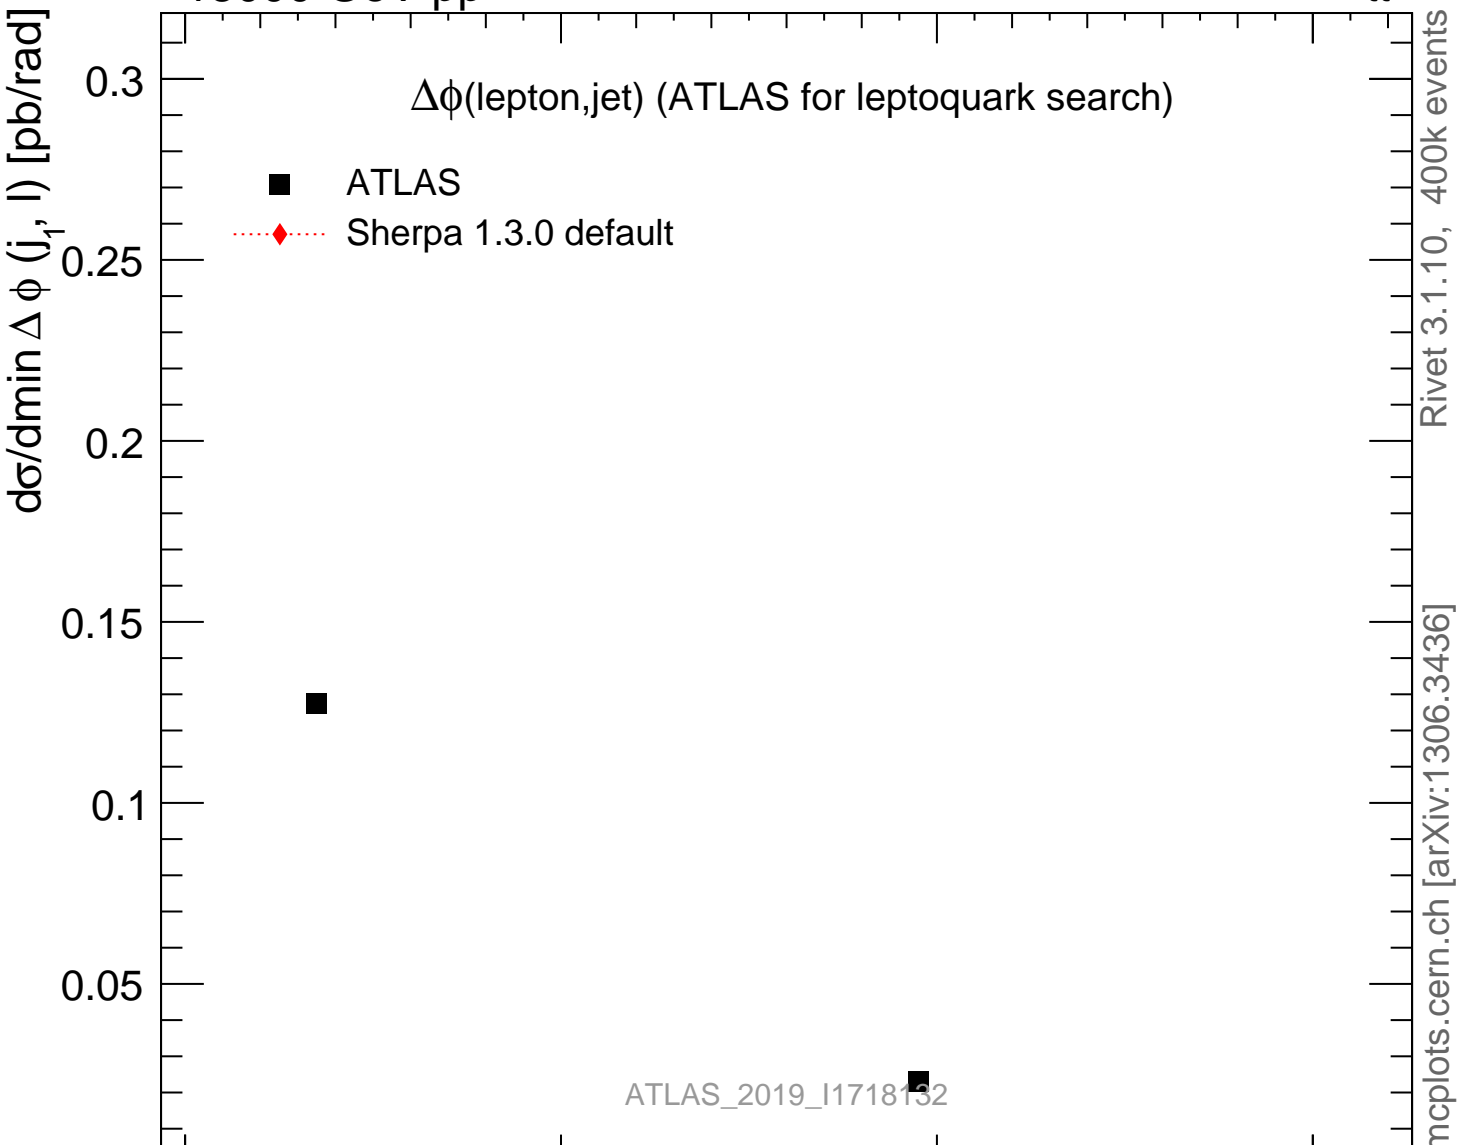 Δϕ(lepton,jet) (ATLAS for leptoquark search)
ATLAS
Sherpa 1.3.0 default
dσ/dmin Δ ϕ (j1, l) [pb/rad]
0.3
0.25
0.2
0.15
0.1
0.05
ATLAS_2019_I1718132
Rivet 3.1.10, 400k events
mcplots.cern.ch [arXiv:1306.3436]